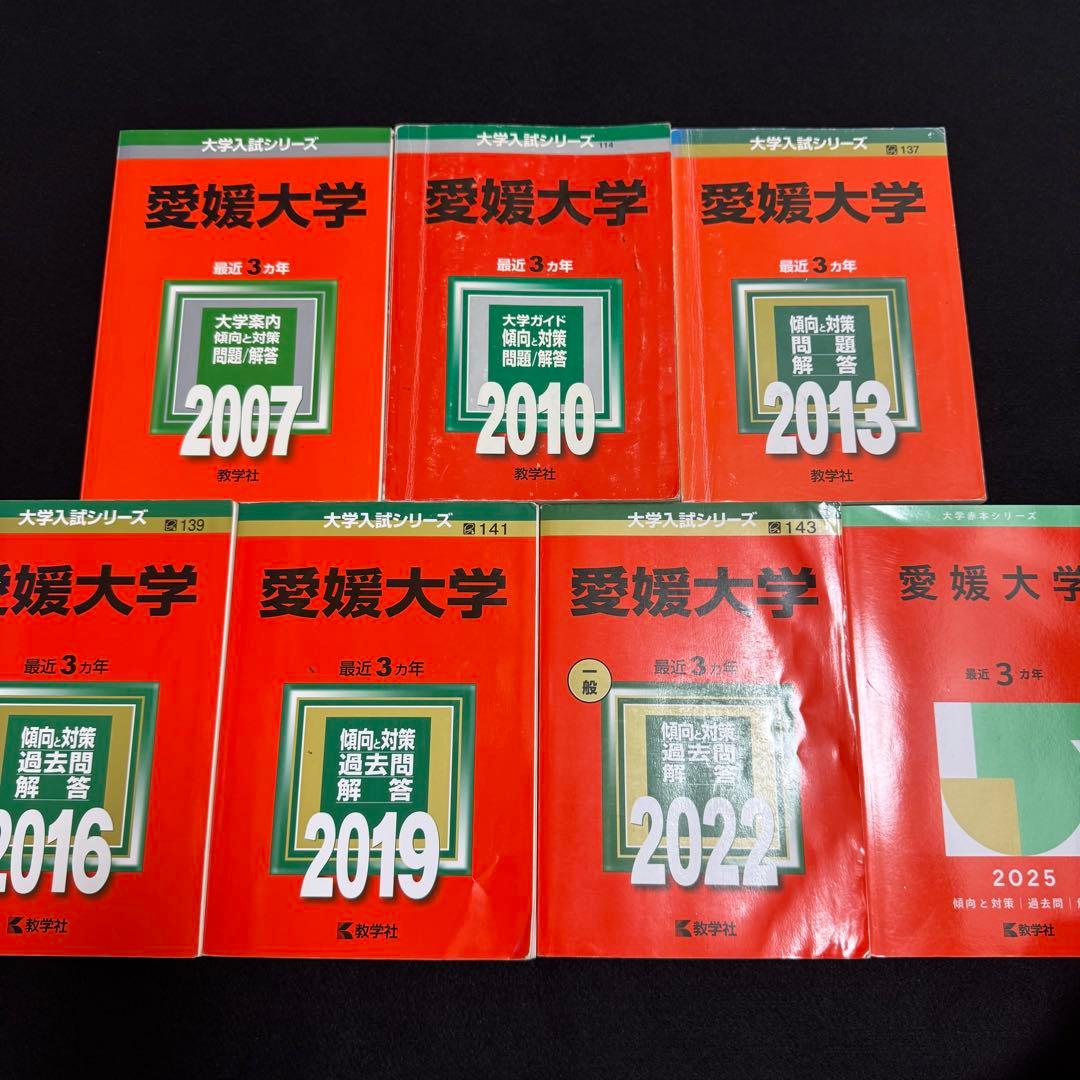 大学入試シリーズ
愛媛大学
最近3カ年
大学案内
傾向と対策
問題/解答
2007
教学社
大学入試シリーズ
114
愛媛大学
最近3カ年
大学ガイド
傾向と対策
問題/解答
2010
教学社
大学入試シリーズ
137
愛媛大学
最近3カ年
傾向と対策
問題
解答
2013
教学社
大学入試シリーズ
139
愛媛大学
最近3カ年
傾向と対策
過去問
解答
2016
教学社
大学入試シリーズ
141
愛媛大学
最近3カ年
傾向と対策
過去問
解答
2019
教学社
大学入試シリーズ
143
愛媛大学
一般
最近3カ年
傾向と対策
過去問
解答
2022
教学社
大学赤本シリーズ
愛媛大学
最近3カ年
2025
傾向と対策|過去問|
教学社